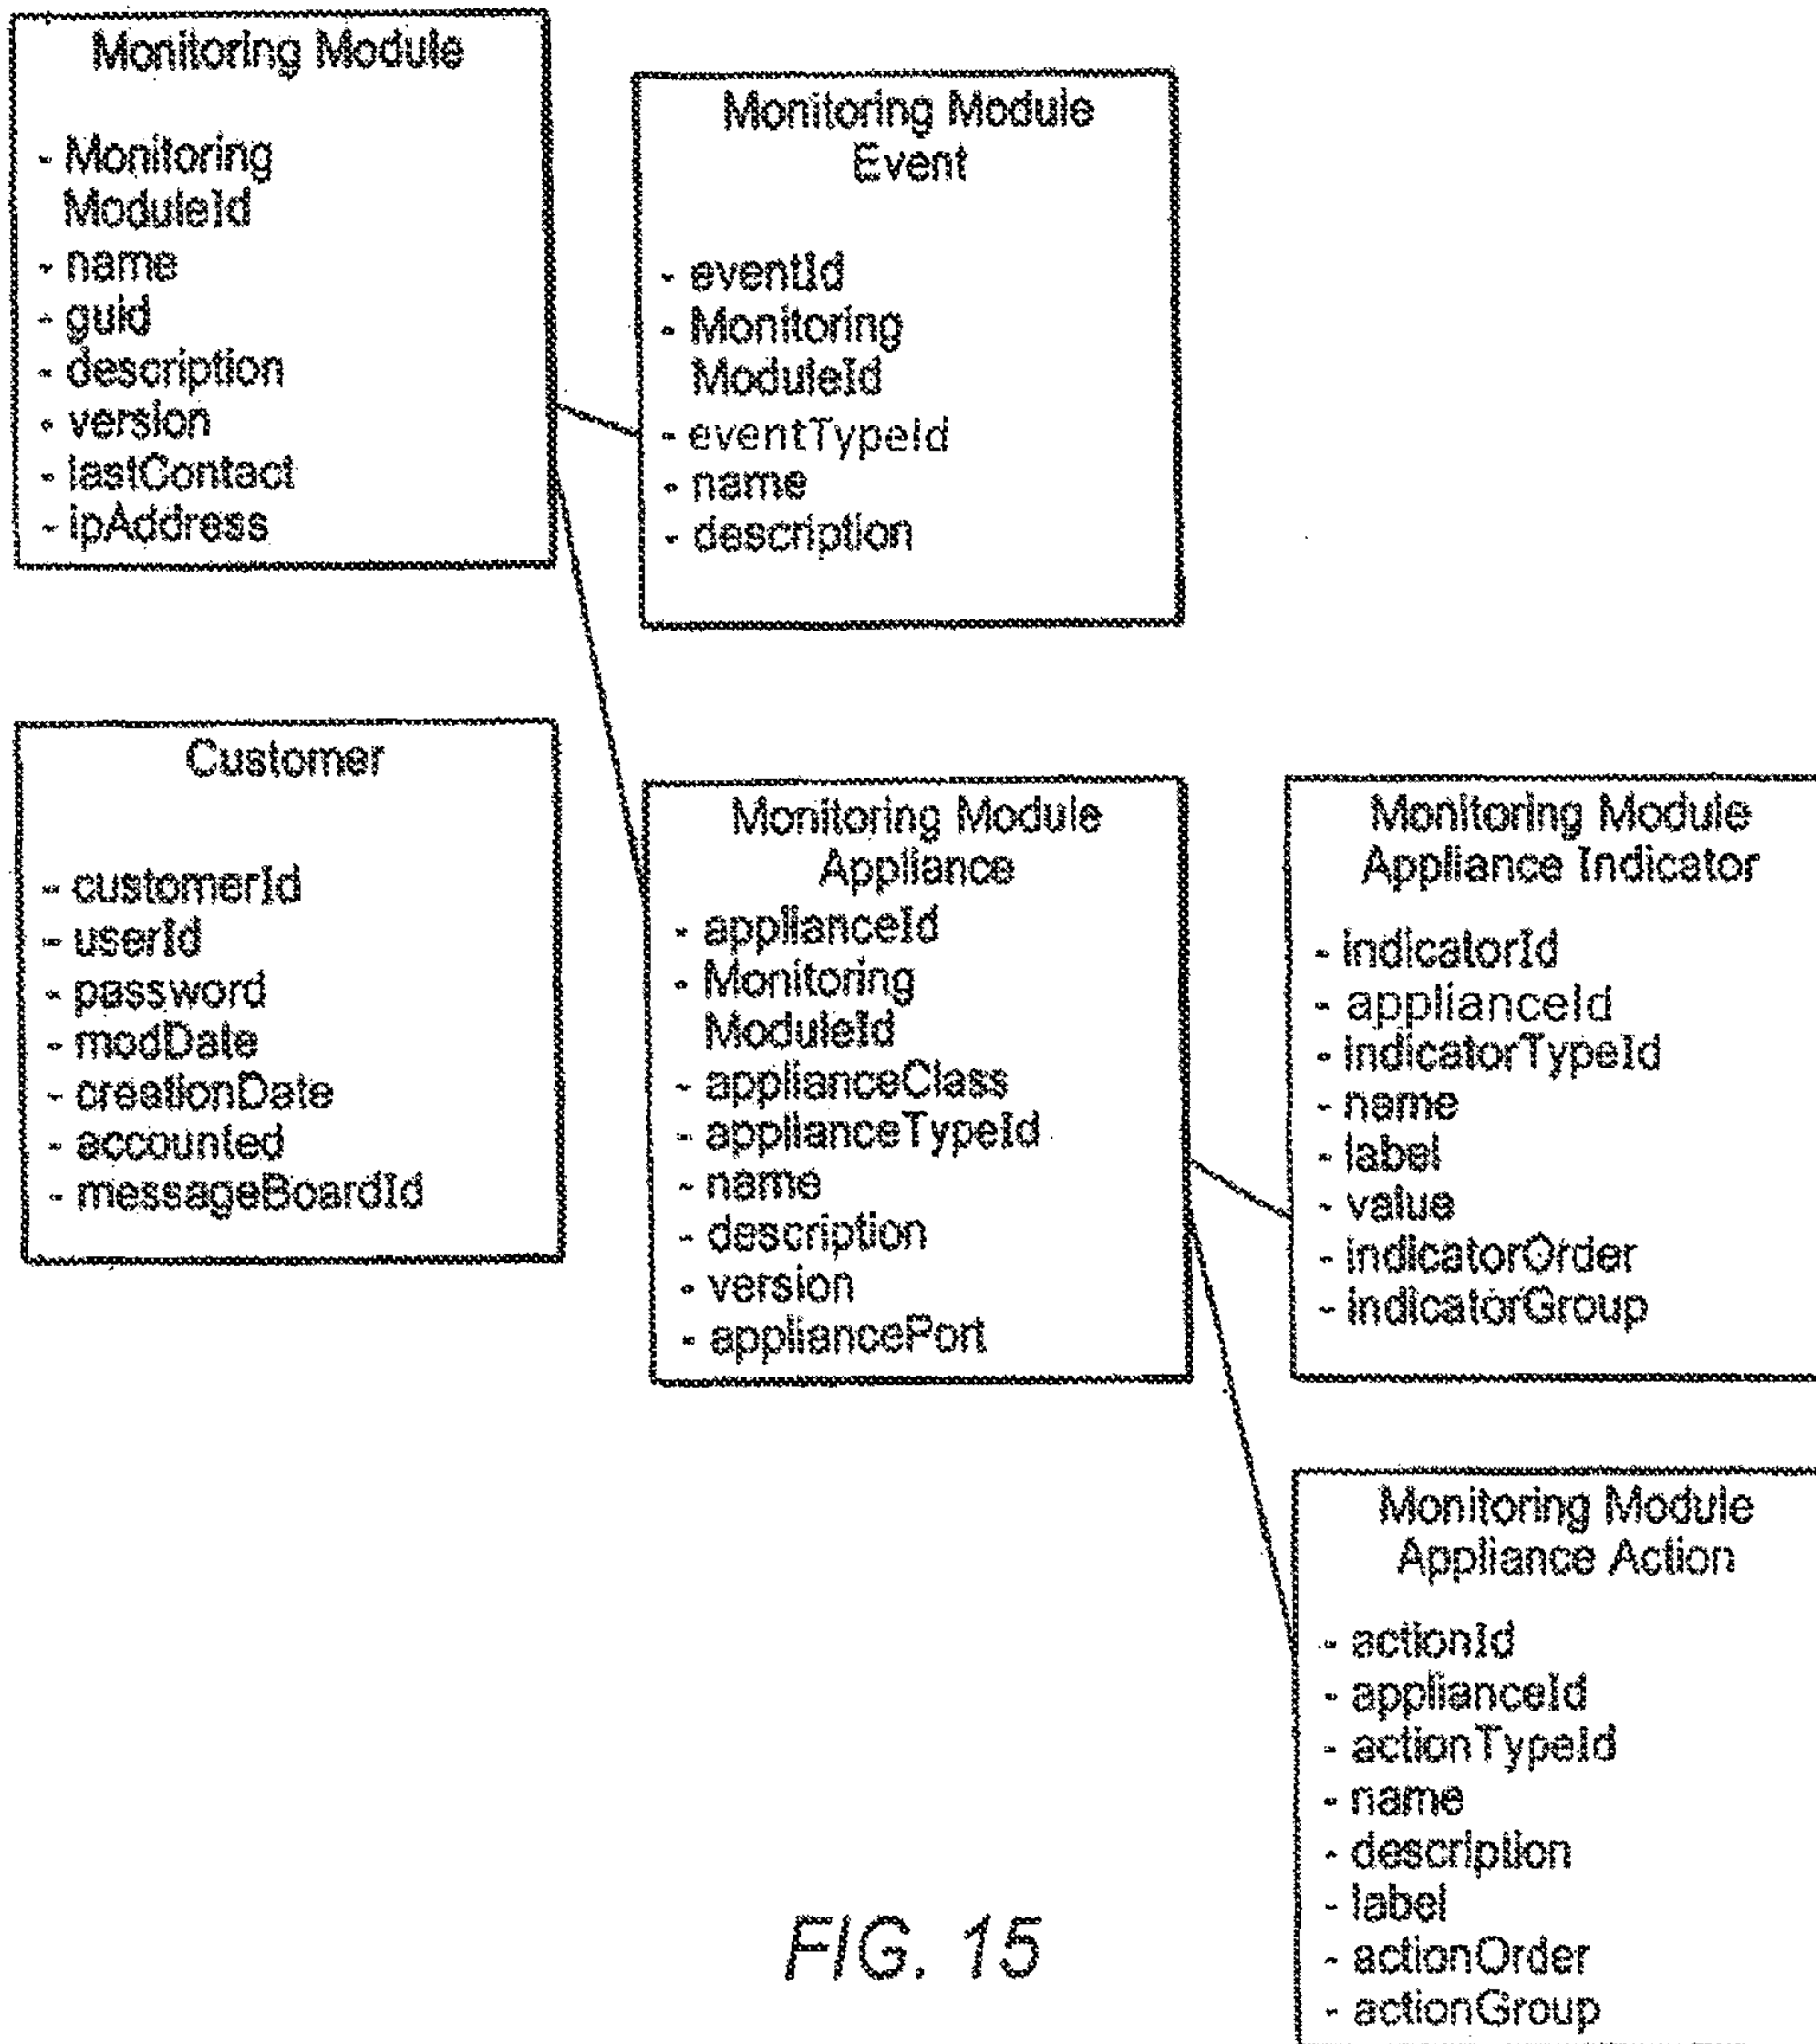 Monitoring Module
- Monitoring
ModuleId
- name
- guid
- description
- version
- lastContact
- ipAddress
Monitoring Module
Event
- eventId
- Monitoring
ModuleId
- eventTypeId
- name
- description
Customer
- customerId
- userId
- password
- modDate
- creationDate
- accounted
- messageBoardId
Monitoring Module
Appliance
- applianceId
- Monitoring
ModuleId
- applianceClass
- applianceTypeId
- name
- description
- version
- appliancePort
Monitoring Module
Appliance Indicator
- indicatorId
- applianceId
- indicatorTypeId
- name
- label
- value
- indicatorOrder
- indicatorGroup
Monitoring Module
Appliance Action
- actionId
- applianceId
- actionTypeId
- name
- description
- label
- actionOrder
- actionGroup
FIG. 15